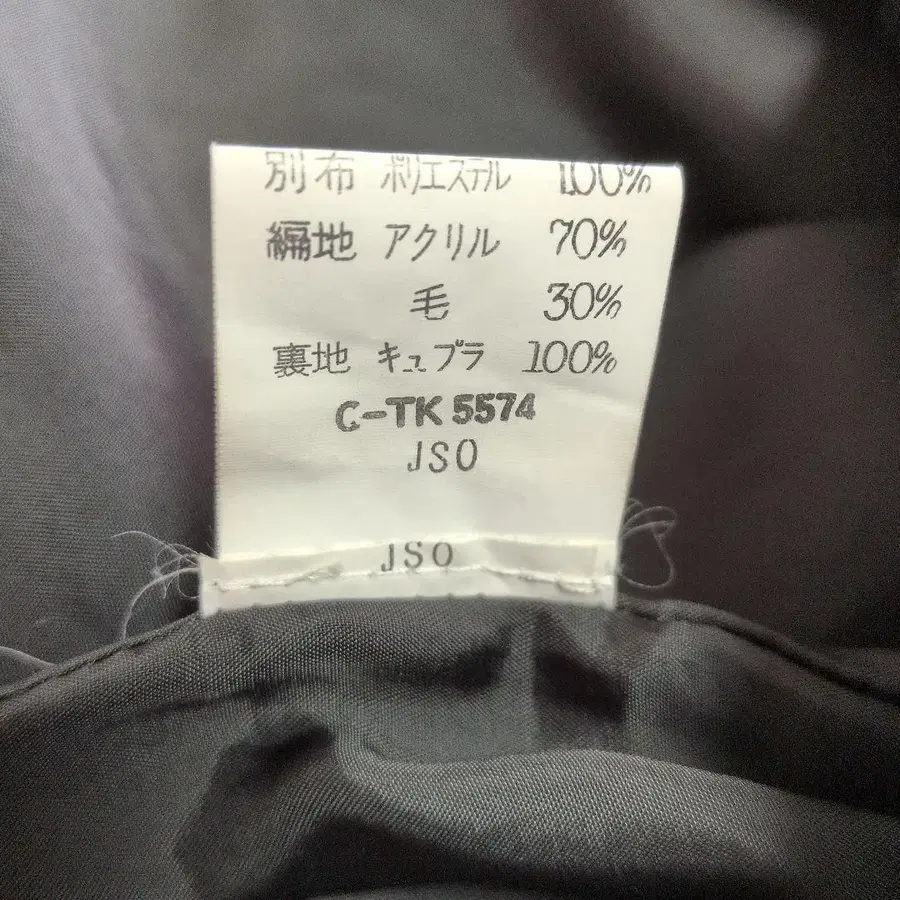 別布 ポリエステル 100%
編地 アクリル 70%
毛 30%
裏地 キュプラ 100%
C-TK 5574
JSO
JSO